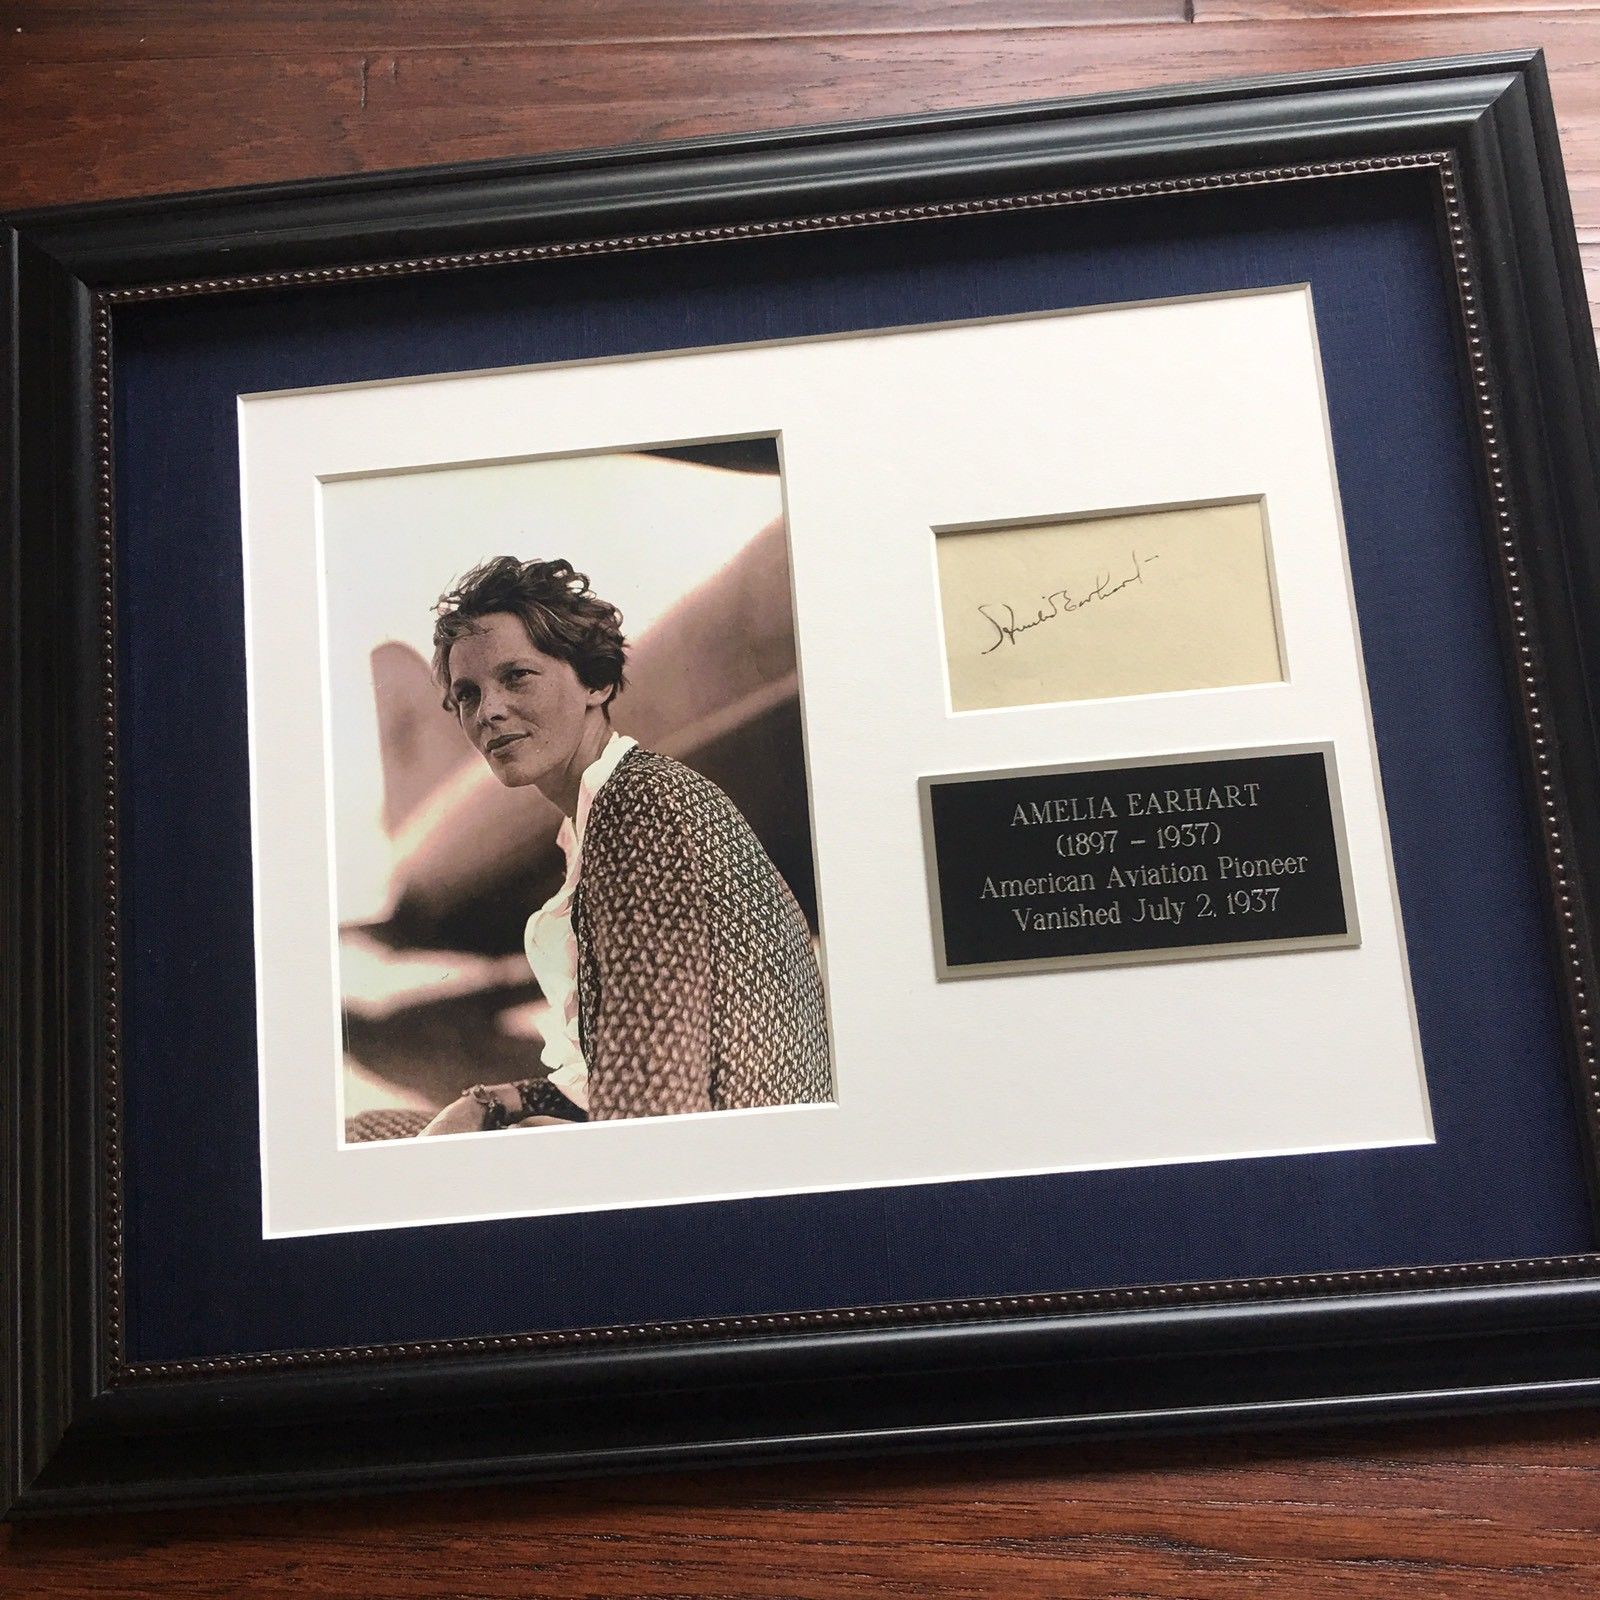 Amelia Earhart
AMELIA EARHART
(1897 – 1937)
American Aviation Pioneer
Vanished July 2, 1937